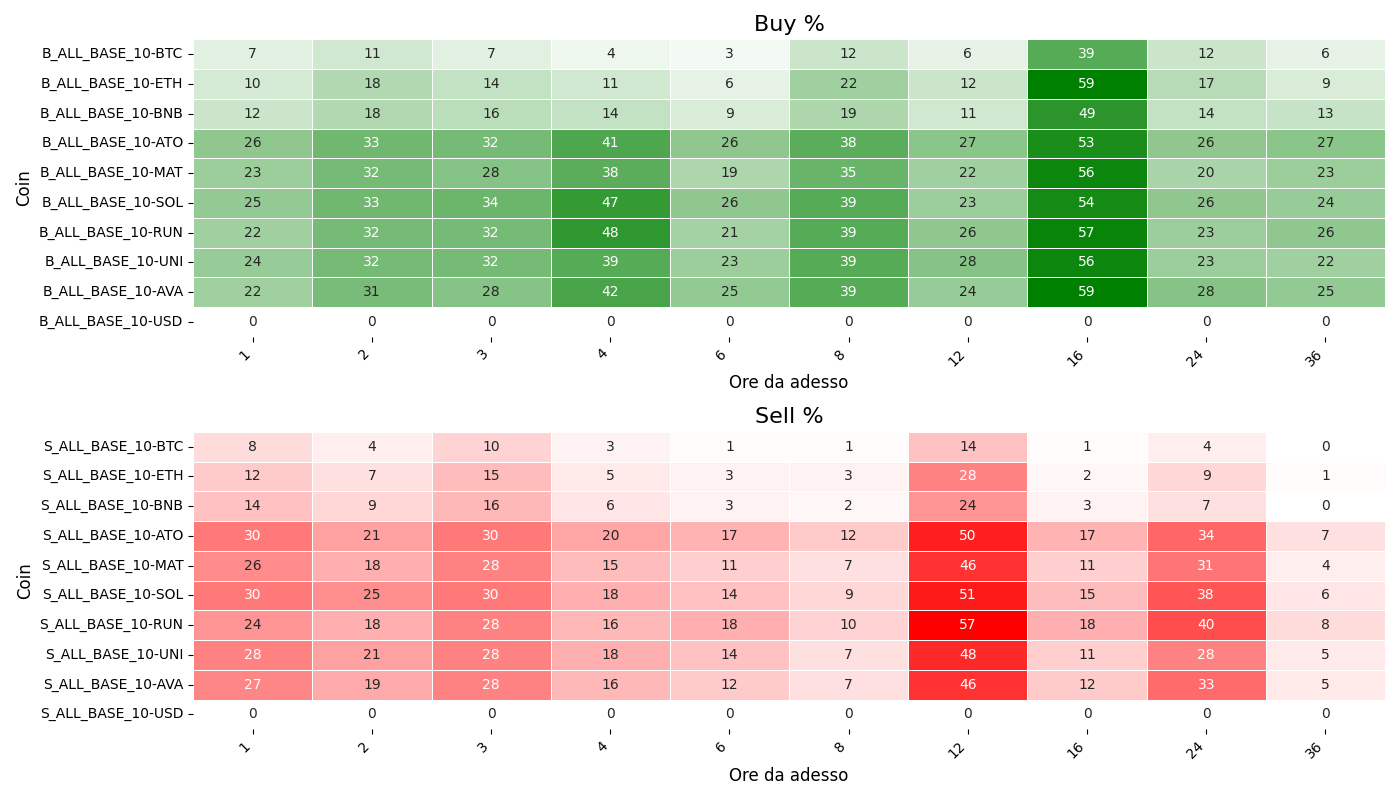 Buy %
Coin
B_ALL_BASE_10-BTC 7 11 7 4 3 12 6 39 12 6
B_ALL_BASE_10-ETH 10 18 14 11 6 22 12 59 17 9
B_ALL_BASE_10-BNB 12 18 16 14 9 19 11 49 14 13
B_ALL_BASE_10-ATO 26 33 32 41 26 38 27 53 26 27
B_ALL_BASE_10-MAT 23 32 28 38 19 35 22 56 20 23
B_ALL_BASE_10-SOL 25 33 34 47 26 39 23 54 26 24
B_ALL_BASE_10-RUN 22 32 32 48 21 39 26 57 23 26
B_ALL_BASE_10-UNI 24 32 32 39 23 39 28 56 23 22
B_ALL_BASE_10-AVA 22 31 28 42 25 39 24 59 28 25
B_ALL_BASE_10-USD 0 0 0 0 0 0 0 0 0 0
1 2 3 4 6 8 12 16 24 36
Ore da adesso
Sell %
Coin
S_ALL_BASE_10-BTC 8 4 10 3 1 1 14 1 4 0
S_ALL_BASE_10-ETH 12 7 15 5 3 3 28 2 9 1
S_ALL_BASE_10-BNB 14 9 16 6 3 2 24 3 7 0
S_ALL_BASE_10-ATO 30 21 30 20 17 12 50 17 34 7
S_ALL_BASE_10-MAT 26 18 28 15 11 7 46 11 31 4
S_ALL_BASE_10-SOL 30 25 30 18 14 9 51 15 38 6
S_ALL_BASE_10-RUN 24 18 28 16 18 10 57 18 40 8
S_ALL_BASE_10-UNI 28 21 28 18 14 7 48 11 28 5
S_ALL_BASE_10-AVA 27 19 28 16 12 7 46 12 33 5
S_ALL_BASE_10-USD 0 0 0 0 0 0 0 0 0 0
1 2 3 4 6 8 12 16 24 36
Ore da adesso